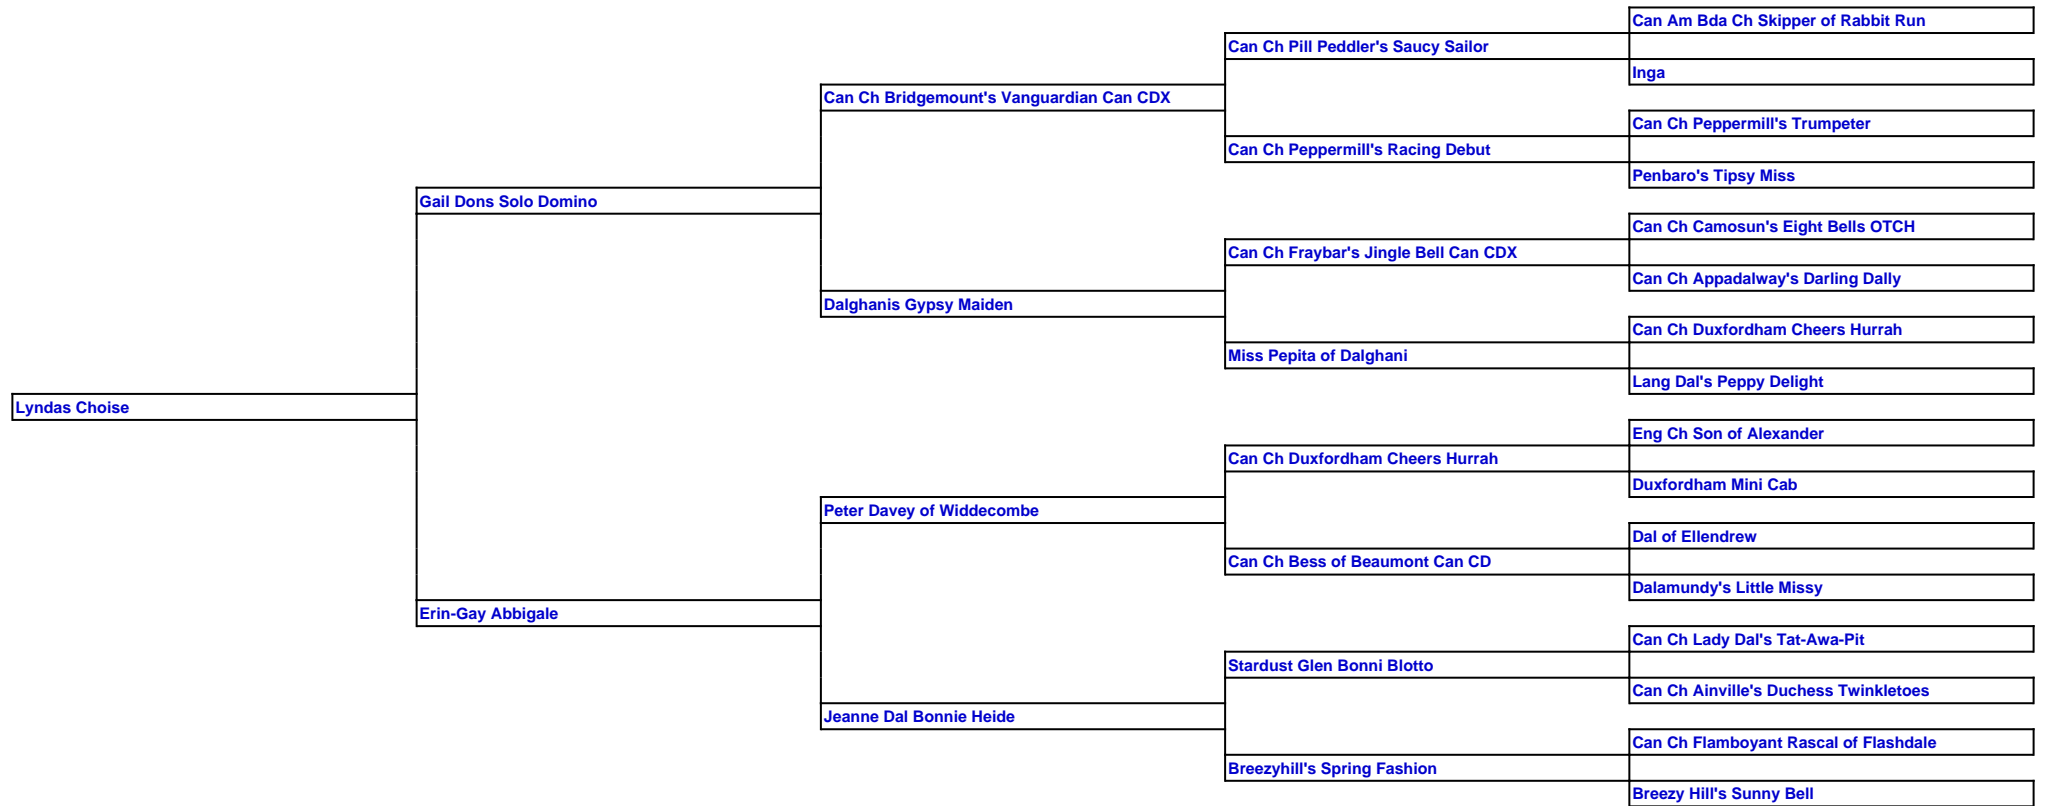 Can Am Bda Ch Skipper of Rabbit Run
Can Ch Pill Peddler's Saucy Sailor
Inga
Can Ch Bridgemount's Vanguardian Can CDX
Can Ch Peppermill's Trumpeter
Can Ch Peppermill's Racing Debut
Penbaro's Tipsy Miss
Gail Dons Solo Domino
Can Ch Camosun's Eight Bells OTCH
Can Ch Fraybar's Jingle Bell Can CDX
Can Ch Appadalway's Darling Dally
Dalghanis Gypsy Maiden
Can Ch Duxfordham Cheers Hurrah
Miss Pepita of Dalghani
Lang Dal's Peppy Delight
Lyndas Choise
Eng Ch Son of Alexander
Can Ch Duxfordham Cheers Hurrah
Duxfordham Mini Cab
Peter Davey of Widdecombe
Dal of Ellendrew
Can Ch Bess of Beaumont Can CD
Dalamundy's Little Missy
Erin-Gay Abbigale
Can Ch Lady Dal's Tat-Awa-Pit
Stardust Glen Bonni Blotto
Can Ch Ainville's Duchess Twinkletoes
Jeanne Dal Bonnie Heide
Can Ch Flamboyant Rascal of Flashdale
Breezyhill's Spring Fashion
Breezy Hill's Sunny Bell